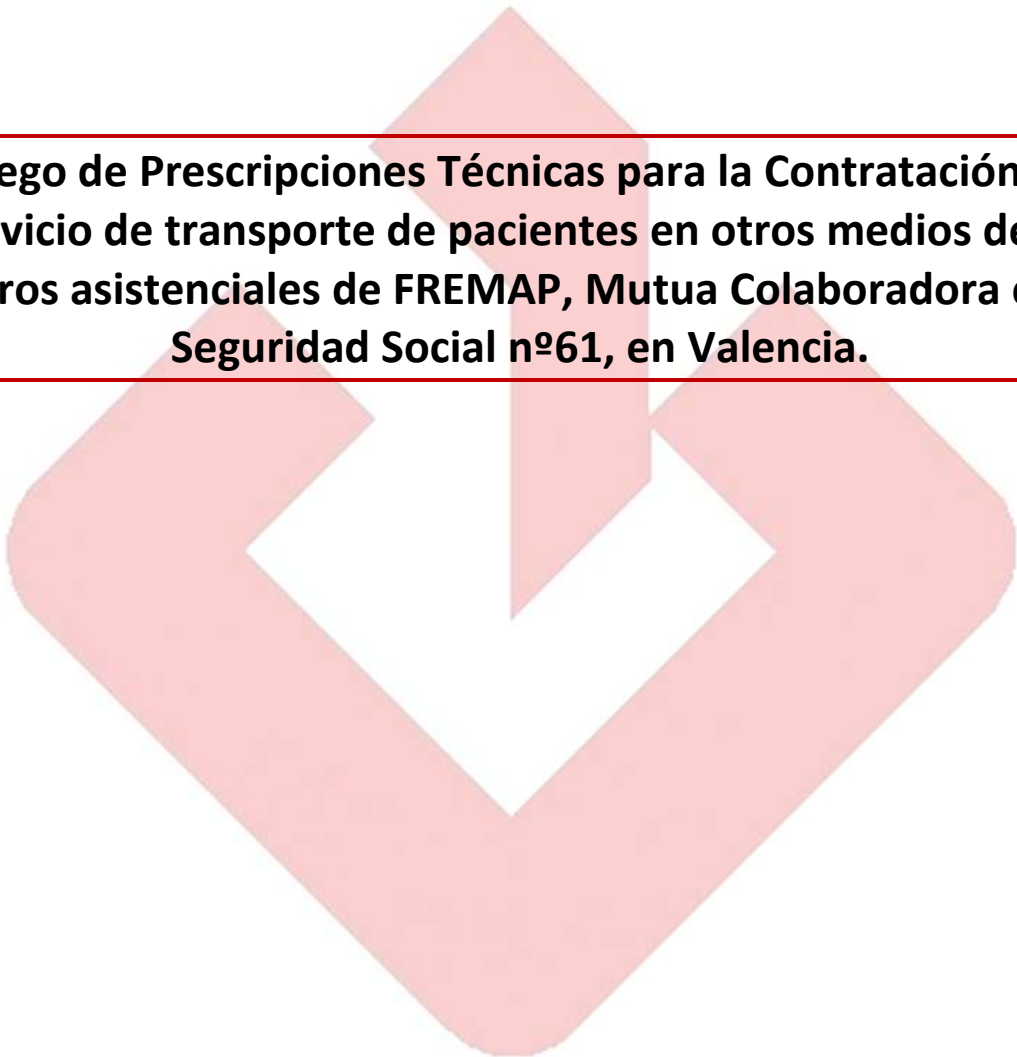 ego de Prescripciones Técnicas para la Contratación
vicio de transporte de pacientes en otros medios de
ros asistenciales de FREMAP, Mutua Colaboradora
Seguridad Social nº61, en Valencia.